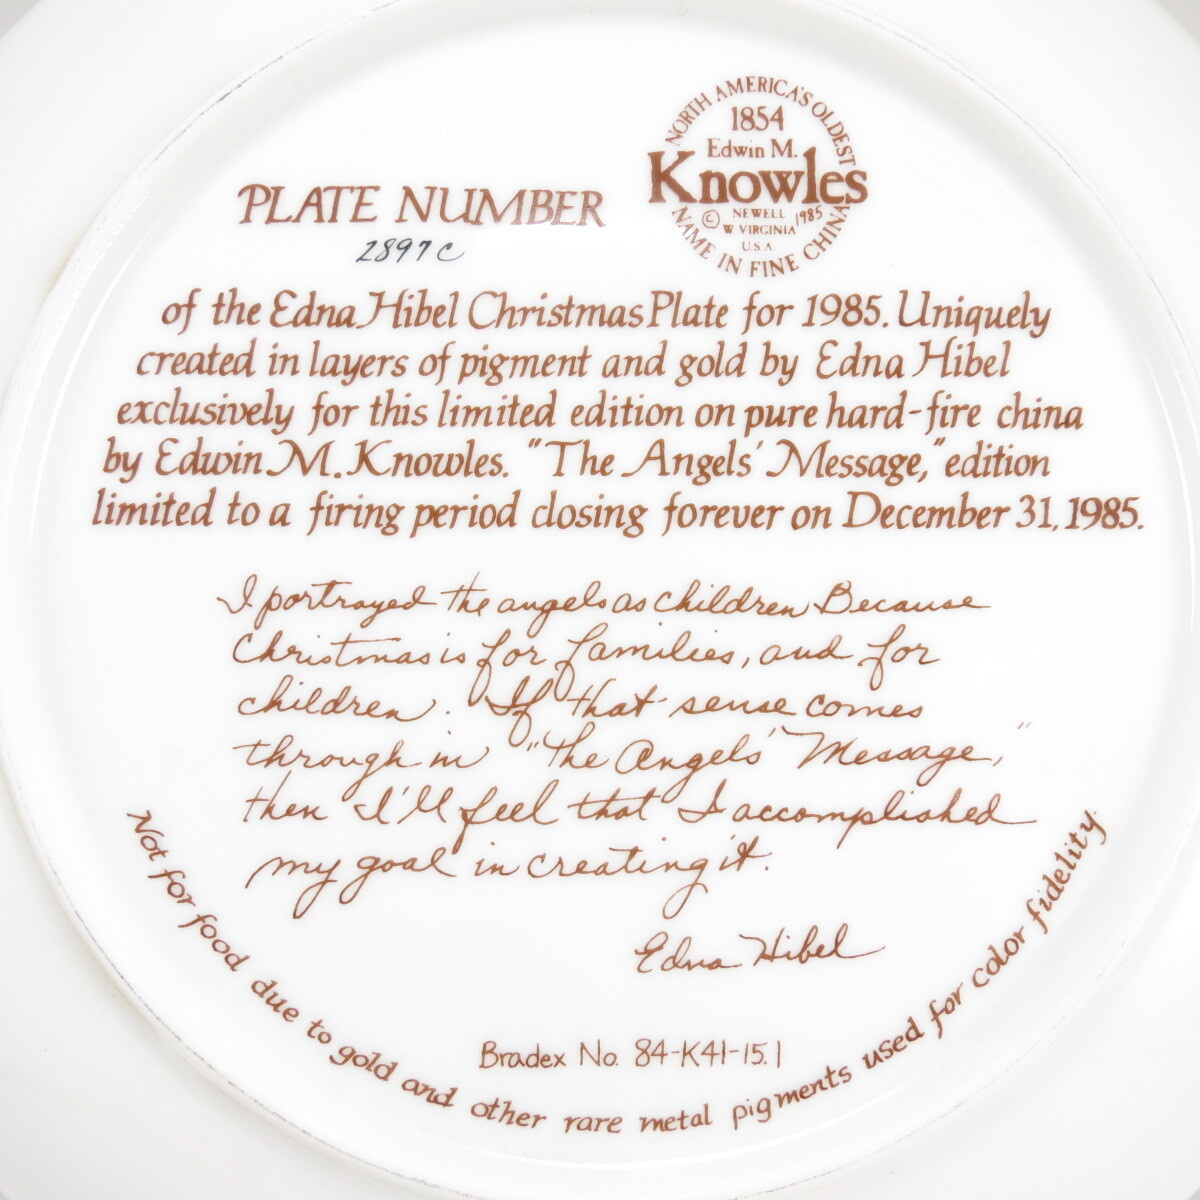 NORTH AMERICA'S OLDEST
1854
Edwin M.
Knowles
© NEWELL 1985
W VIRGINIA
U.S.A.
NAME IN FINE CHINA
PLATE NUMBER
2897C
of the Edna Hibel Christmas Plate for 1985. Uniquely
created in layers of pigment and gold by Edna Hibel
exclusively for this limited edition on pure hard-fire china
by Edwin M. Knowles. "The Angels' Message," edition
limited to a firing period closing forever on December 31, 1985.
I portrayed the angels as children Because
Christmas is for families, and for
children. If that sense comes
through in "The Angels' Message,"
then I'll feel that I accomplished
my goal in creating it.
Edna Hibel
Bradex No. 84-K41-15.1
Not for food due to gold and other rare metal pigments used for color fidelity.